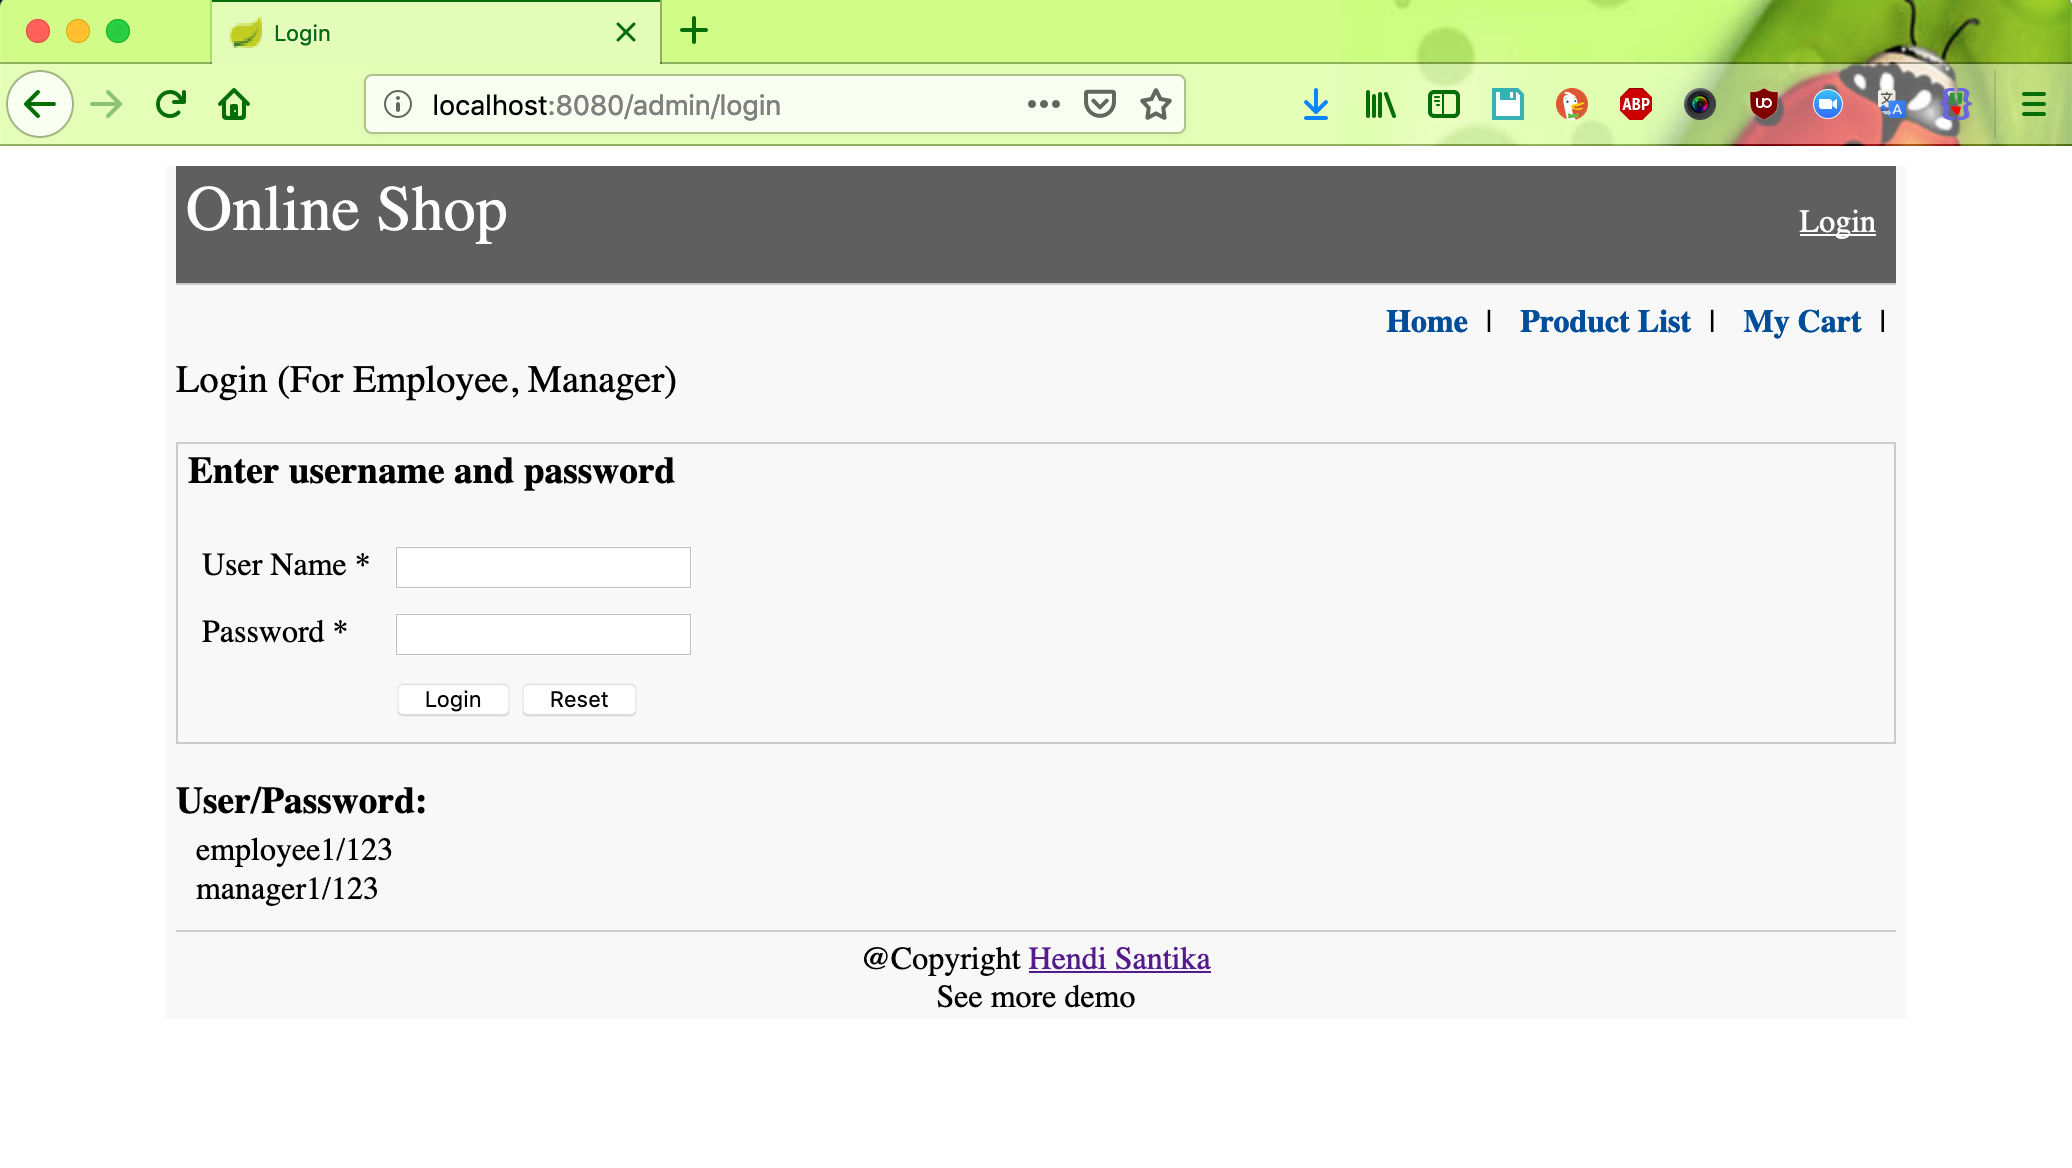 Login
localhost:8080/admin/login
ABP
Online Shop
Login
Home | Product List | My Cart |
Login (For Employee, Manager)
Enter username and password
User Name *
Password *
Login Reset
User/Password:
employee1/123
manager1/123
@Copyright Hendi Santika
See more demo